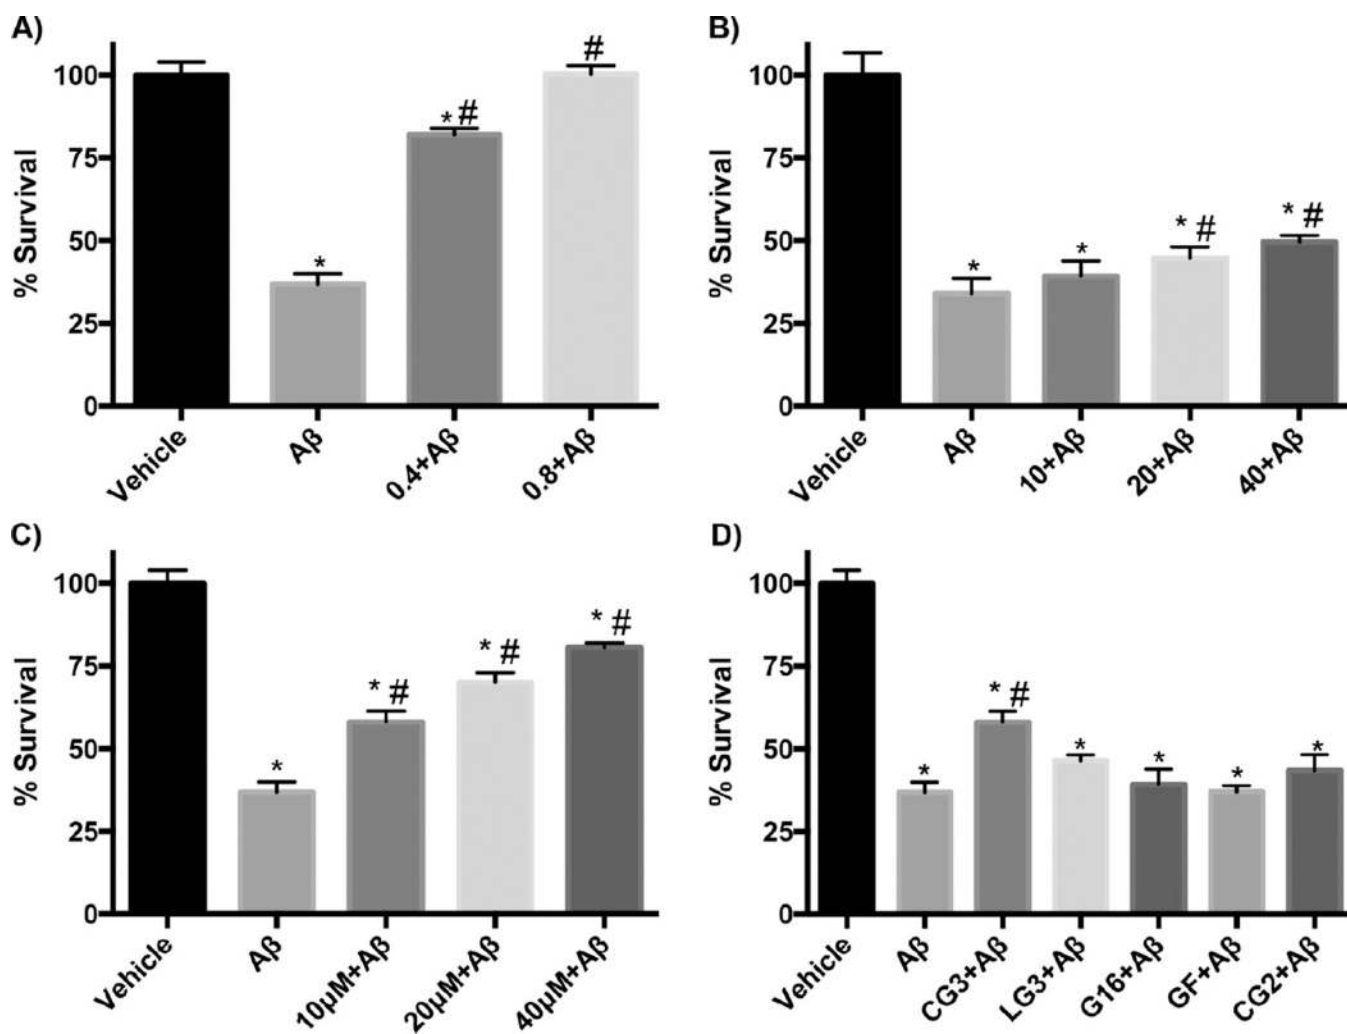 A)
% Survival
100
75
50
25
0
*
*#
#
Vehicle
Aβ
0.4+Aβ
0.8+Aβ
B)
% Survival
100
75
50
25
0
*
*
* #
* #
Vehicle
Aβ
10+Aβ
20+Aβ
40+Aβ
C)
% Survival
100
75
50
25
0
*
* #
* #
* #
Vehicle
Aβ
10µM+Aβ
20µM+Aβ
40µM+Aβ
D)
% Survival
100
75
50
25
0
*
* #
*
*
*
*
Vehicle
Aβ
CG3+Aβ
LG3+Aβ
G16+Aβ
GF+Aβ
CG2+Aβ